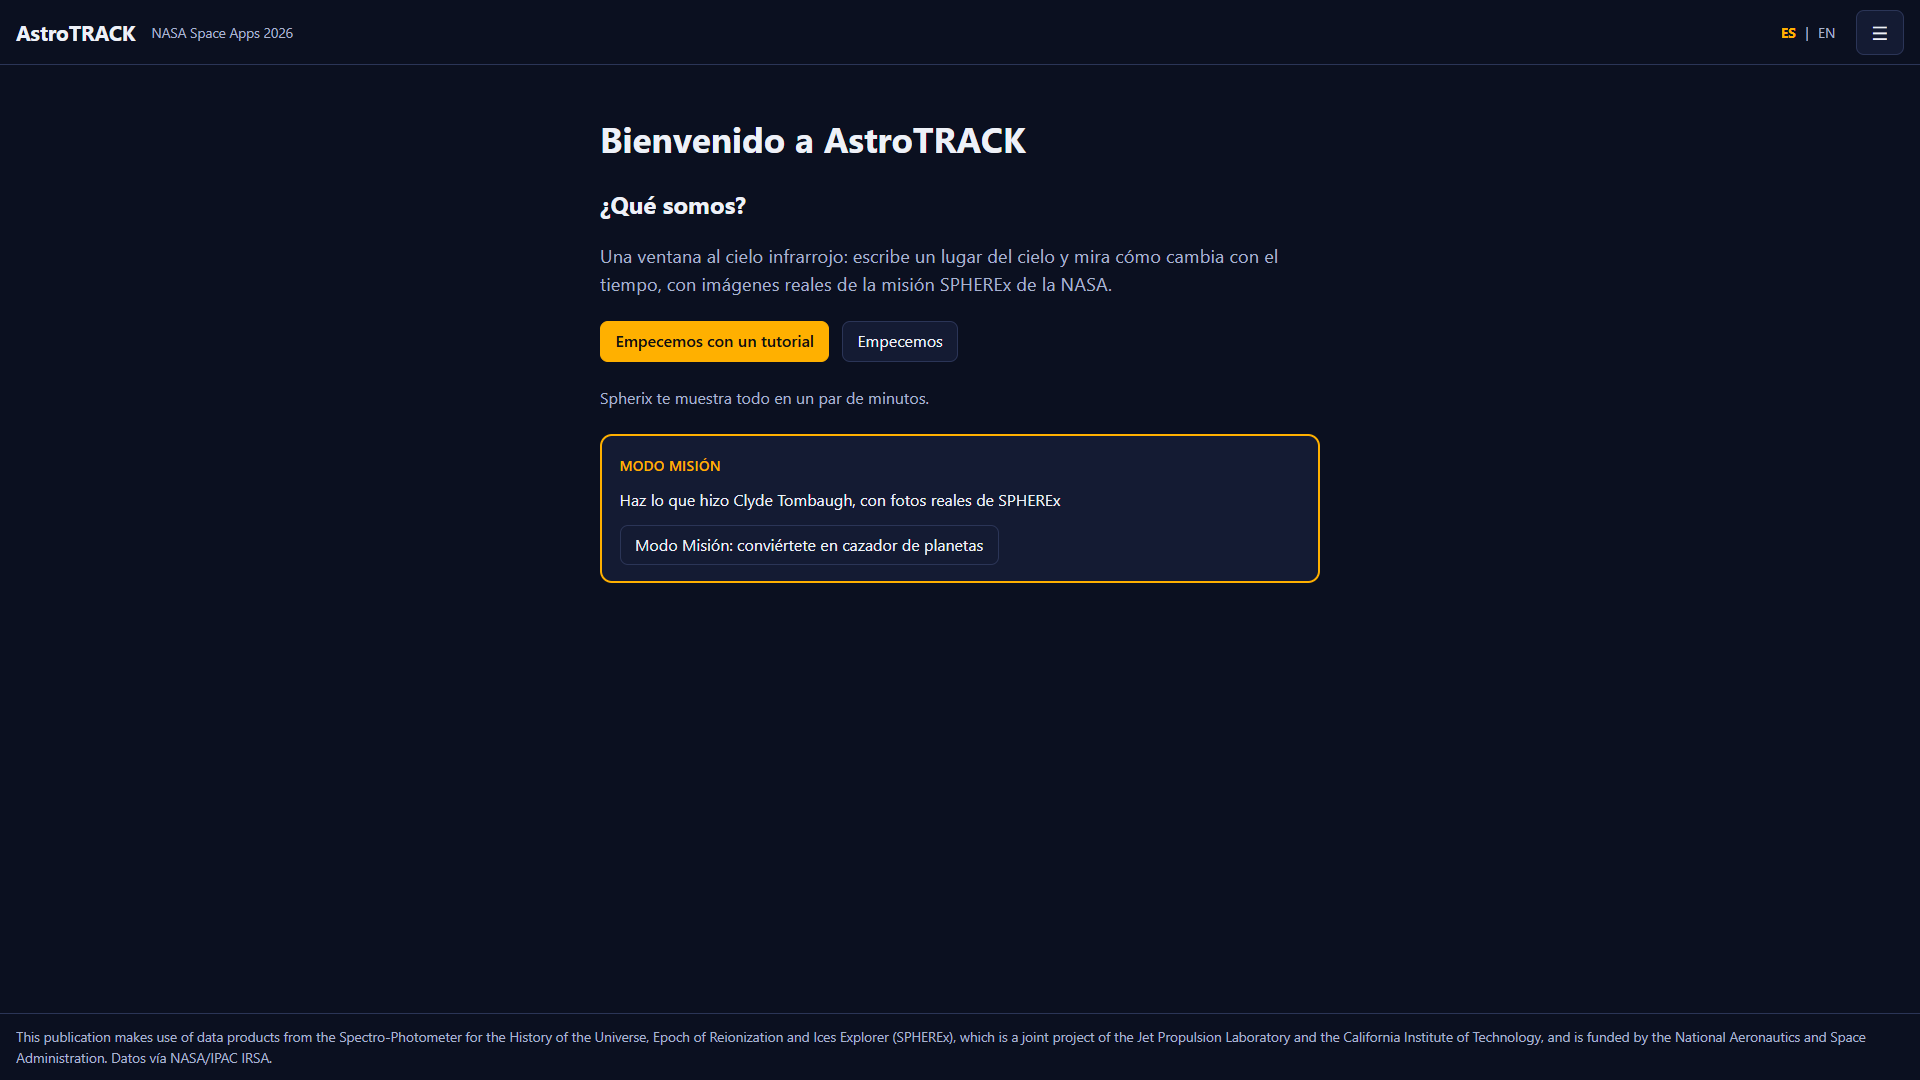 AstroTRACK NASA Space Apps 2026 ES | EN ☰
Bienvenido a AstroTRACK
¿Qué somos?
Una ventana al cielo infrarrojo: escribe un lugar del cielo y mira cómo cambia con el
tiempo, con imágenes reales de la misión SPHEREx de la NASA.
Empecemos con un tutorial Empecemos
Spherix te muestra todo en un par de minutos.
MODO MISIÓN
Haz lo que hizo Clyde Tombaugh, con fotos reales de SPHEREx
Modo Misión: conviértete en cazador de planetas
This publication makes use of data products from the Spectro-Photometer for the History of the Universe, Epoch of Reionization and Ices Explorer (SPHEREx), which is a joint project of the Jet Propulsion Laboratory and the California Institute of Technology, and is funded by the National Aeronautics and Space
Administration. Datos vía NASA/IPAC IRSA.